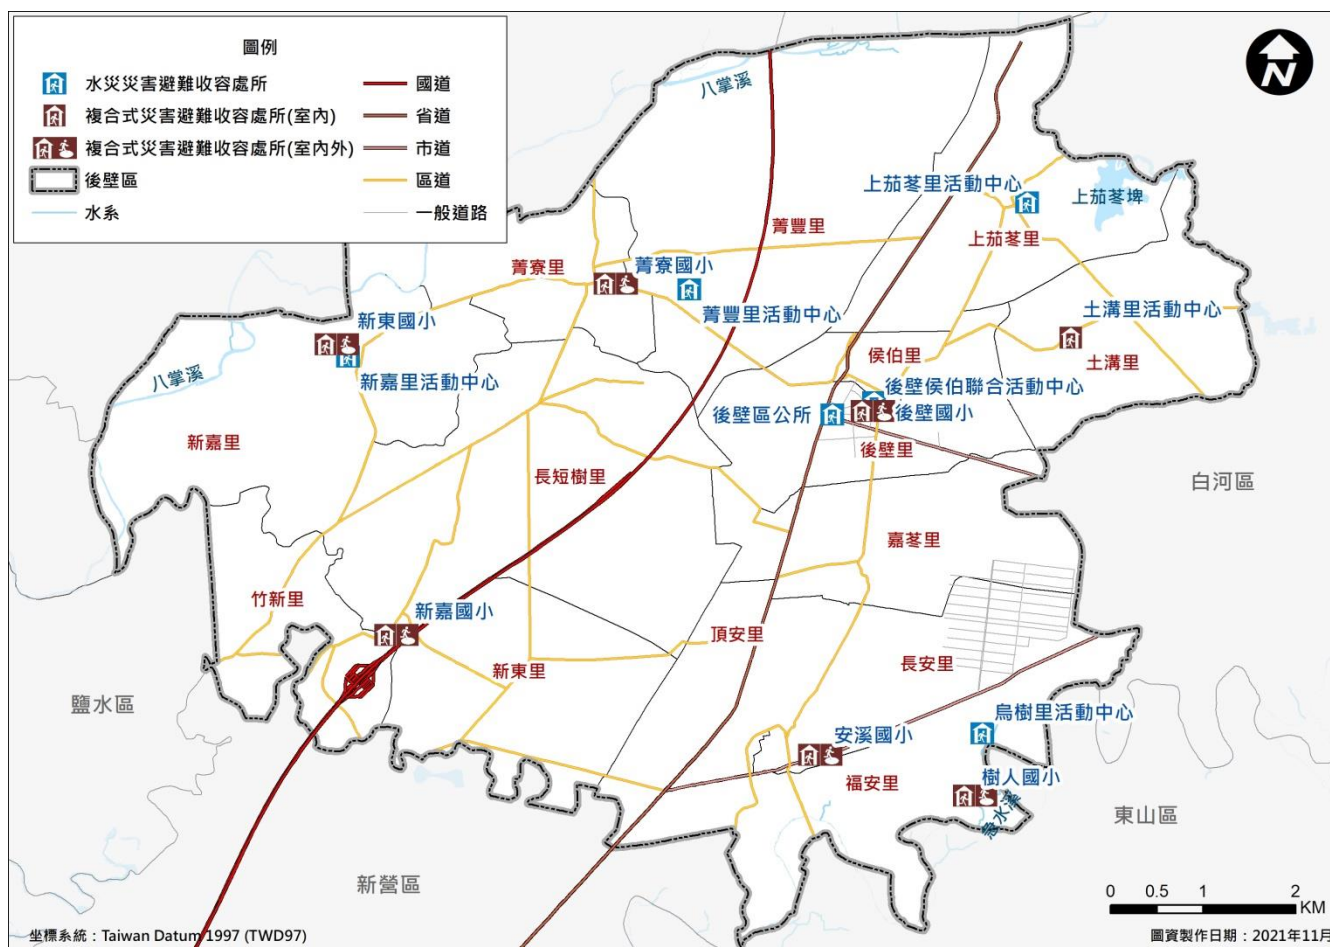 圖例
水災災害避難收容處所
複合式災害避難收容處所(室內)
複合式災害避難收容處所(室內外)
後壁區
水系
國道
省道
市道
區道
一般道路
N
八掌溪
上茄苳里活動中心
上茄苳埤
菁豐里
上茄苳里
菁寮國小
菁寮里
菁豐里活動中心
土溝里活動中心
新東國小
侯伯里
土溝里
八掌溪
新嘉里活動中心
後壁侯伯聯合活動中心
後壁區公所
後壁國小
新嘉里
後壁里
長短樹里
白河區
嘉苳里
竹新里
新嘉國小
頂安里
新東里
長安里
鹽水區
烏樹里活動中心
安溪國小
福安里
樹人國小
急水溪
東山區
新營區
0 0.5 1 2
KM
坐標系統：Taiwan Datum 1997 (TWD97)
圖資製作日期：2021年11月